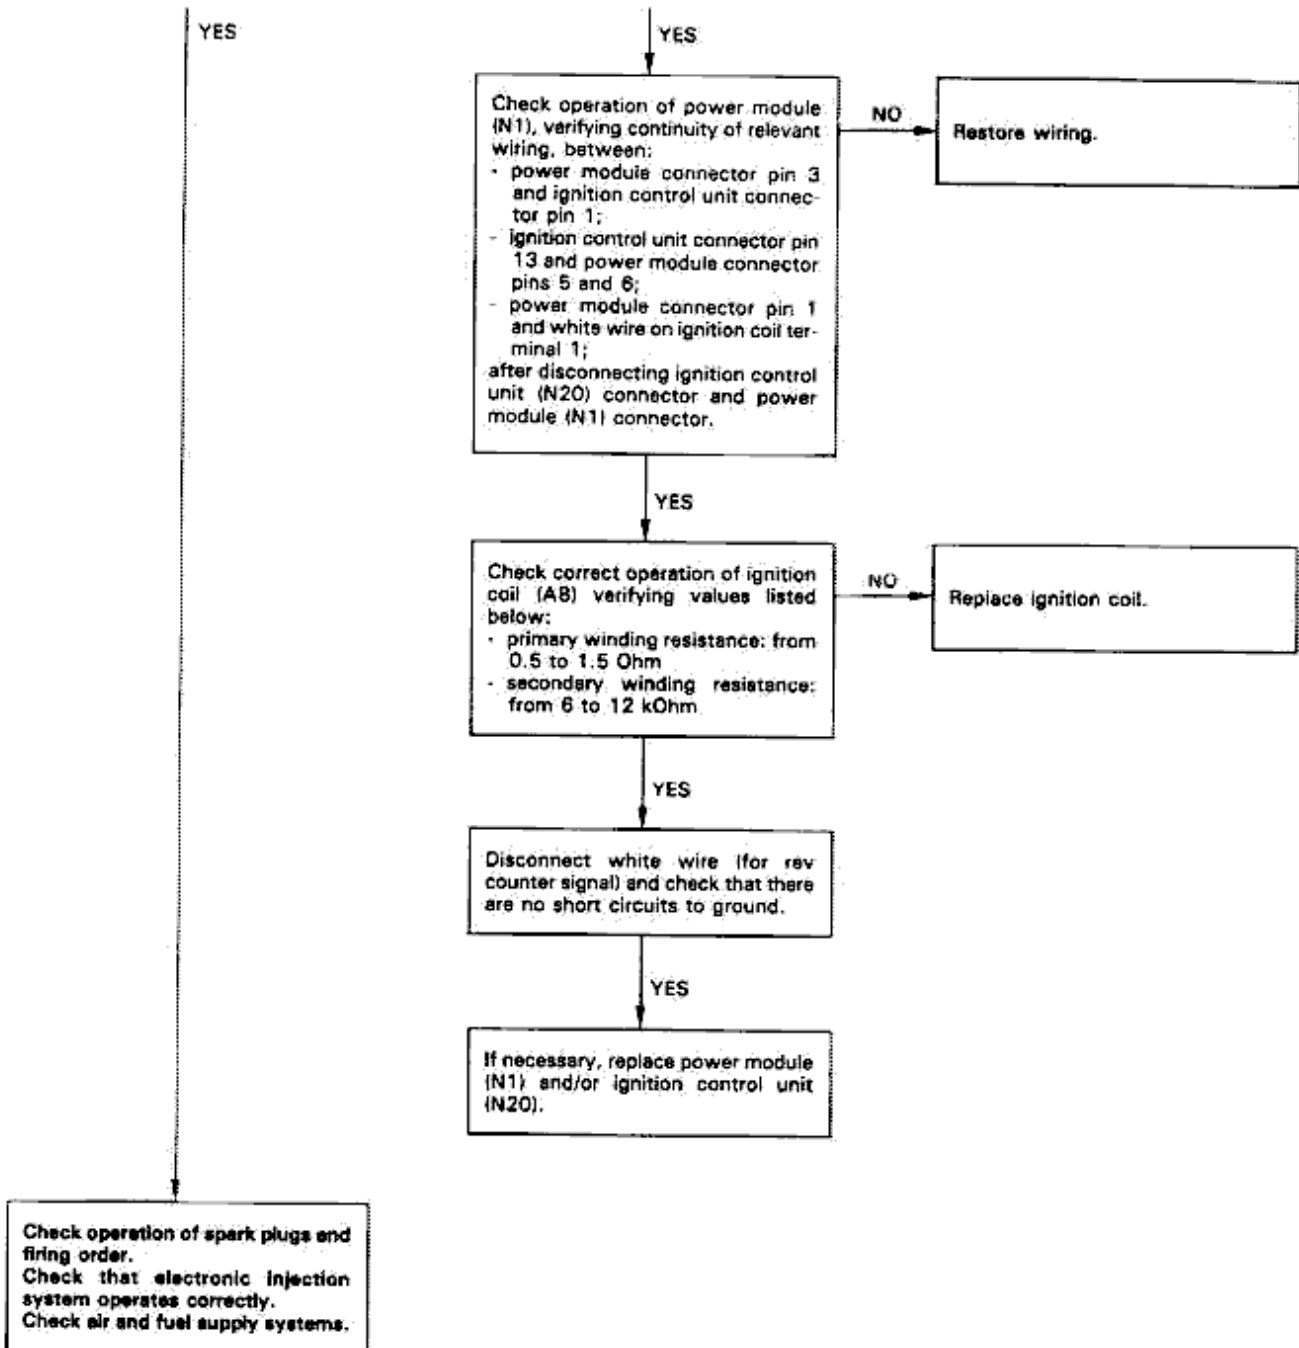 YES
YES
Check operation of power module
(N1), verifying continuity of relevant
wiring, between:
- power module connector pin 3
and ignition control unit connec-
tor pin 1;
- ignition control unit connector pin
13 and power module connector
pins 5 and 6;
- power module connector pin 1
and white wire on ignition coil ter-
minal 1;
after disconnecting ignition control
unit (N20) connector and power
module (N1) connector.
NO
Restore wiring.
YES
Check correct operation of ignition
coil (A8) verifying values listed
below:
- primary winding resistance: from
0.5 to 1.5 Ohm
- secondary winding resistance:
from 6 to 12 kOhm
NO
Replace ignition coil.
YES
Disconnect white wire (for rev
counter signal) and check that there
are no short circuits to ground.
YES
If necessary, replace power module
(N1) and/or ignition control unit
(N20).
Check operation of spark plugs and
firing order.
Check that electronic injection
system operates correctly.
Check air and fuel supply systems.